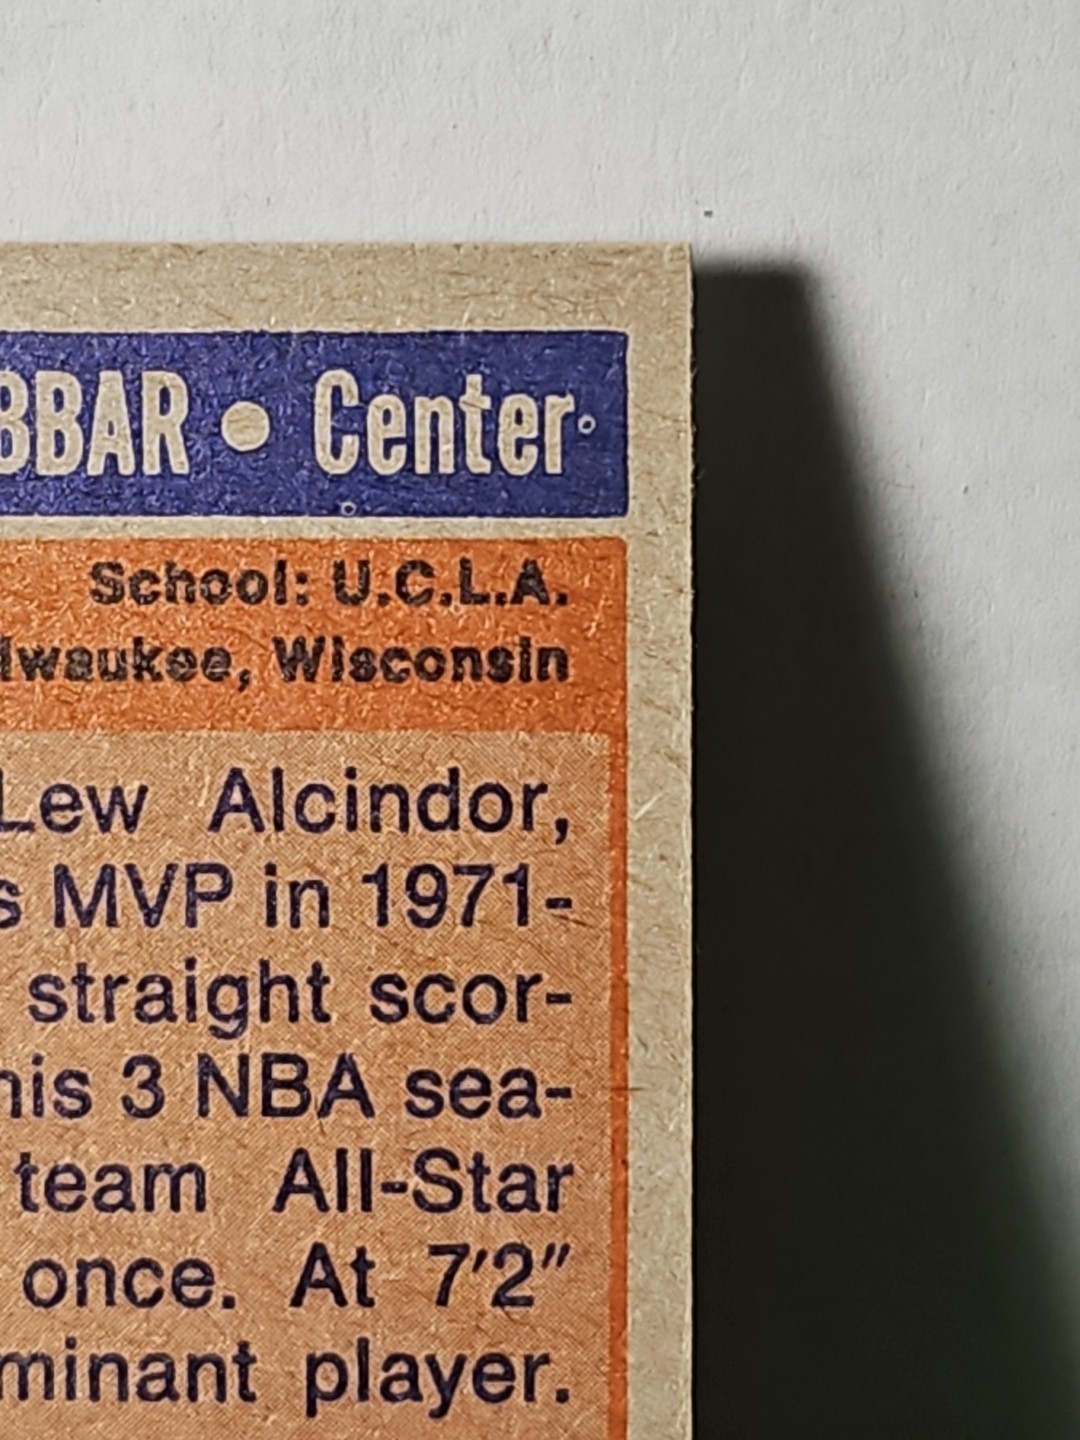 BBAR • Center
School: U.C.L.A.
lwaukee, Wisconsin
Lew Alcindor,
s MVP in 1971-
straight scor-
his 3 NBA sea-
team All-Star
once. At 7'2"
minant player.